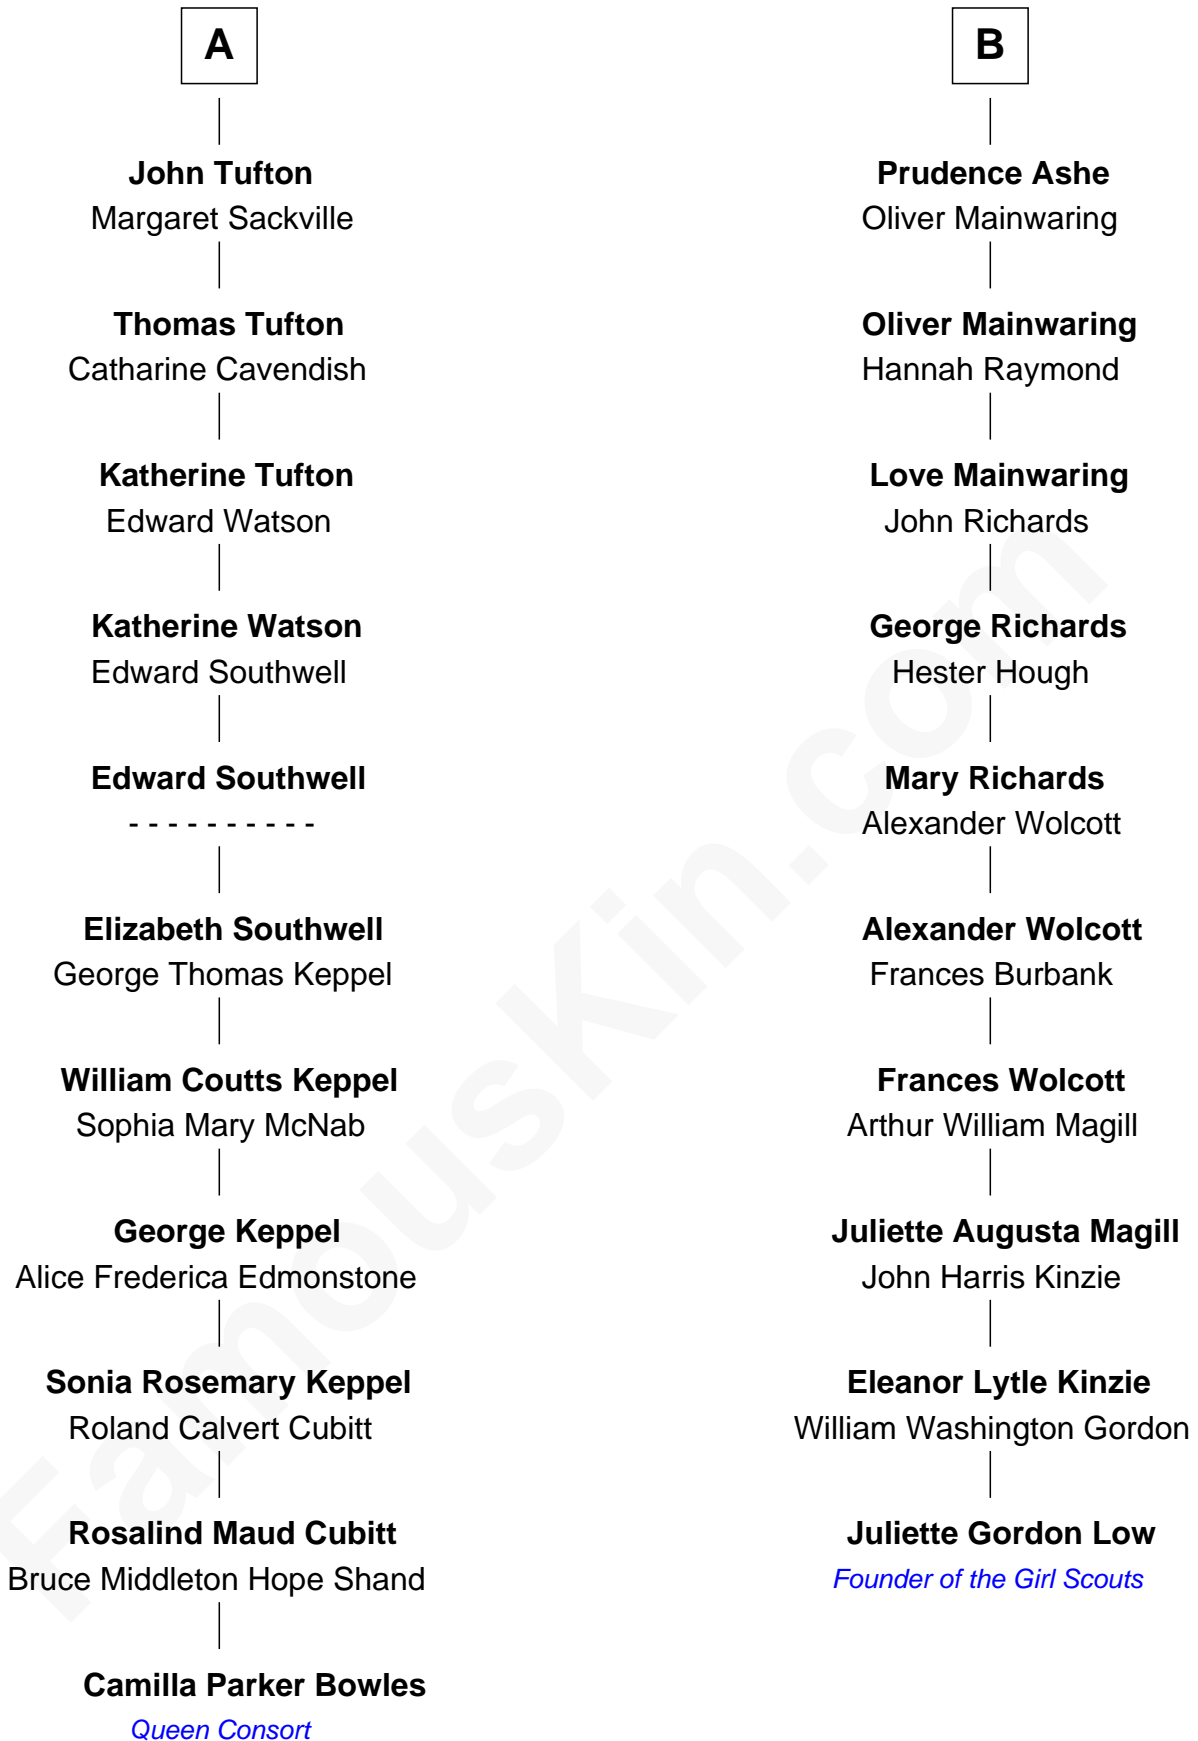 A
John Tufton
Margaret Sackville
Thomas Tufton
Catharine Cavendish
Katherine Tufton
Edward Watson
Katherine Watson
Edward Southwell
Edward Southwell
- - - - - - - - - -
Elizabeth Southwell
George Thomas Keppel
William Coutts Keppel
Sophia Mary McNab
George Keppel
Alice Frederica Edmonstone
Sonia Rosemary Keppel
Roland Calvert Cubitt
Rosalind Maud Cubitt
Bruce Middleton Hope Shand
Camilla Parker Bowles
Queen Consort
B
Prudence Ashe
Oliver Mainwaring
Oliver Mainwaring
Hannah Raymond
Love Mainwaring
John Richards
George Richards
Hester Hough
Mary Richards
Alexander Wolcott
Alexander Wolcott
Frances Burbank
Frances Wolcott
Arthur William Magill
Juliette Augusta Magill
John Harris Kinzie
Eleanor Lytle Kinzie
William Washington Gordon
Juliette Gordon Low
Founder of the Girl Scouts
FamousKin.com